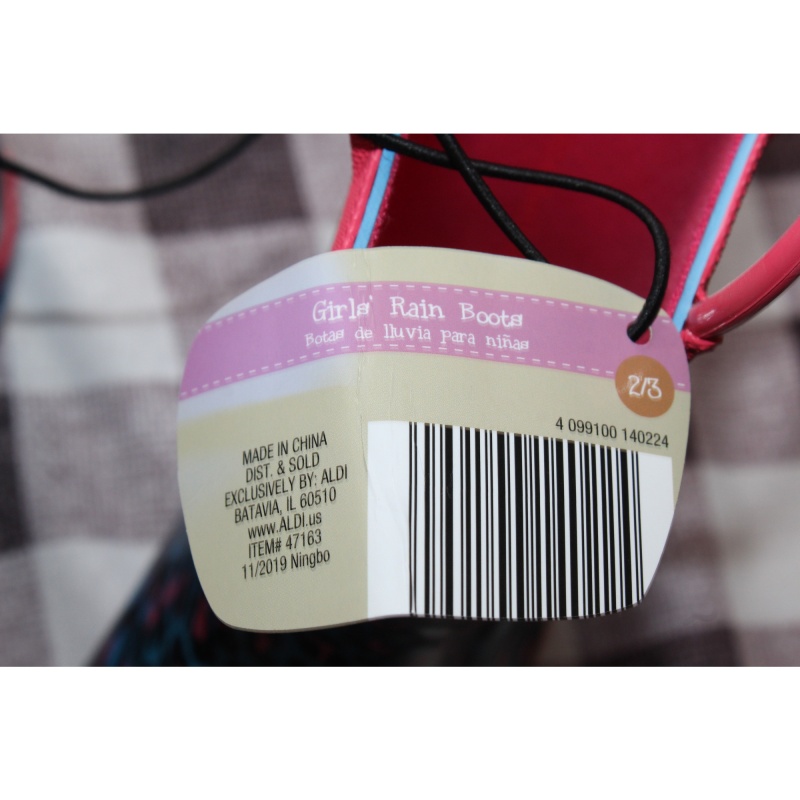 Girls' Rain Boots
Botas de lluvia para niñas
2/3
4 099100 140224
MADE IN CHINA
DIST. & SOLD
EXCLUSIVELY BY: ALDI
BATAVIA, IL 60510
www.ALDI.us
ITEM# 47163
11/2019 Ningbo